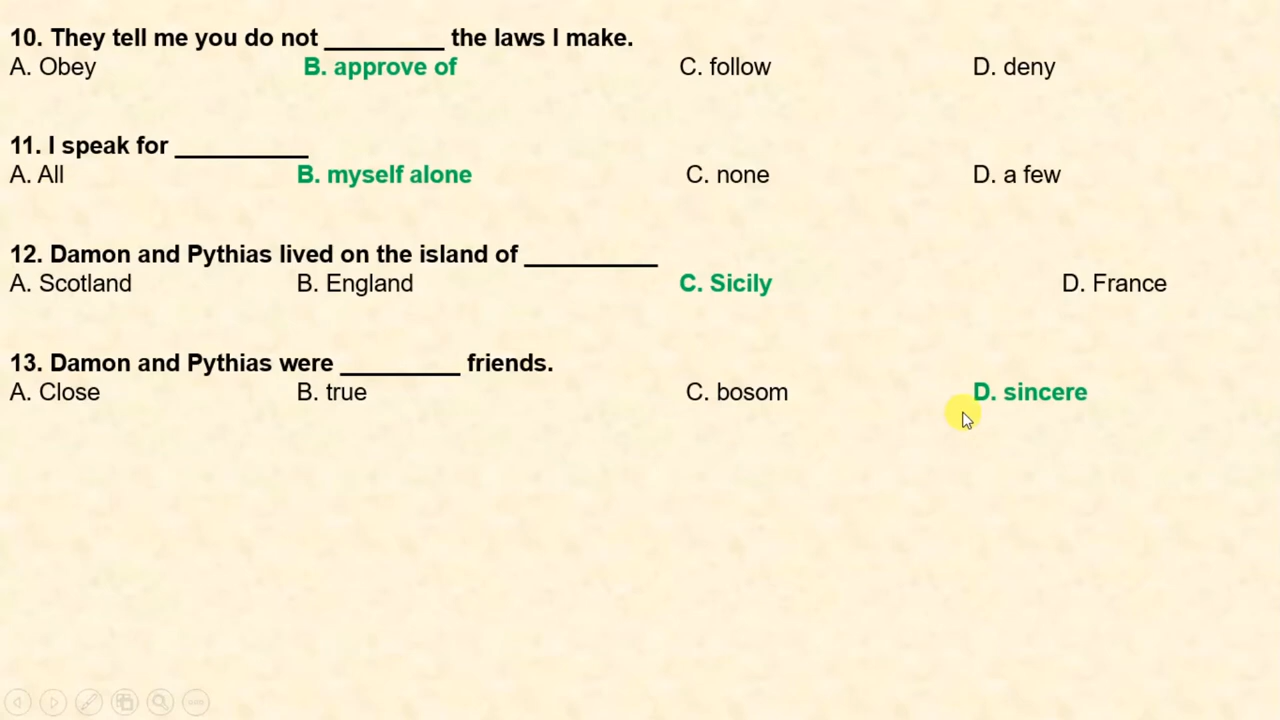 10. They tell me you do not _________ the laws I make.
A. Obey B. approve of C. follow D. deny
11. I speak for __________
A. All B. myself alone C. none D. a few
12. Damon and Pythias lived on the island of __________
A. Scotland B. England C. Sicily D. France
13. Damon and Pythias were _________ friends.
A. Close B. true C. bosom D. sincere